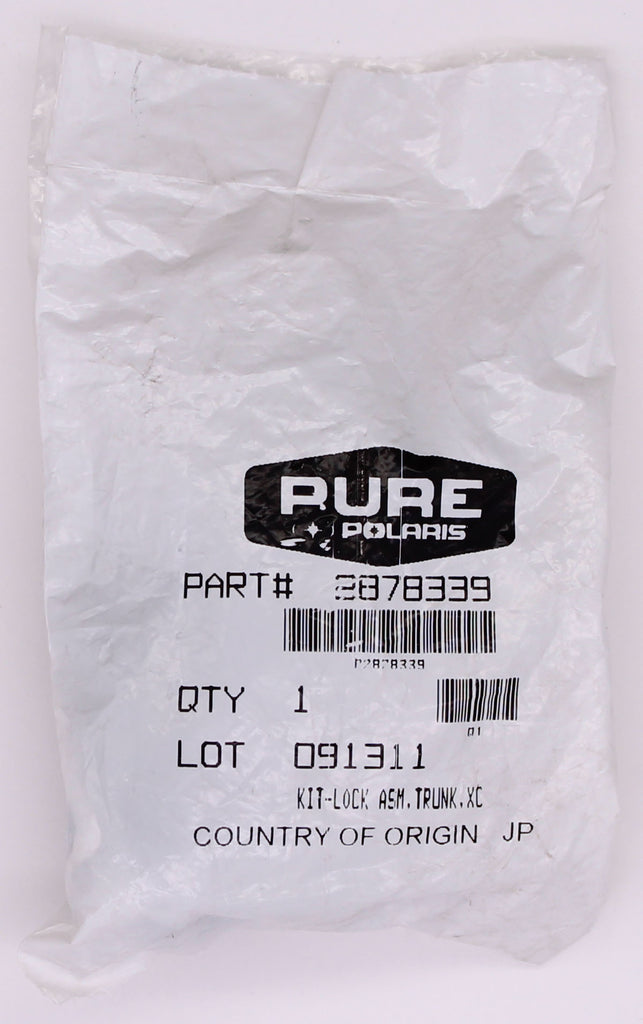 PURE
POLARIS
PART# 2878339
P2878339
QTY 1
01
LOT 091311
KIT-LOCK ASM, TRUNK, XC
COUNTRY OF ORIGIN JP